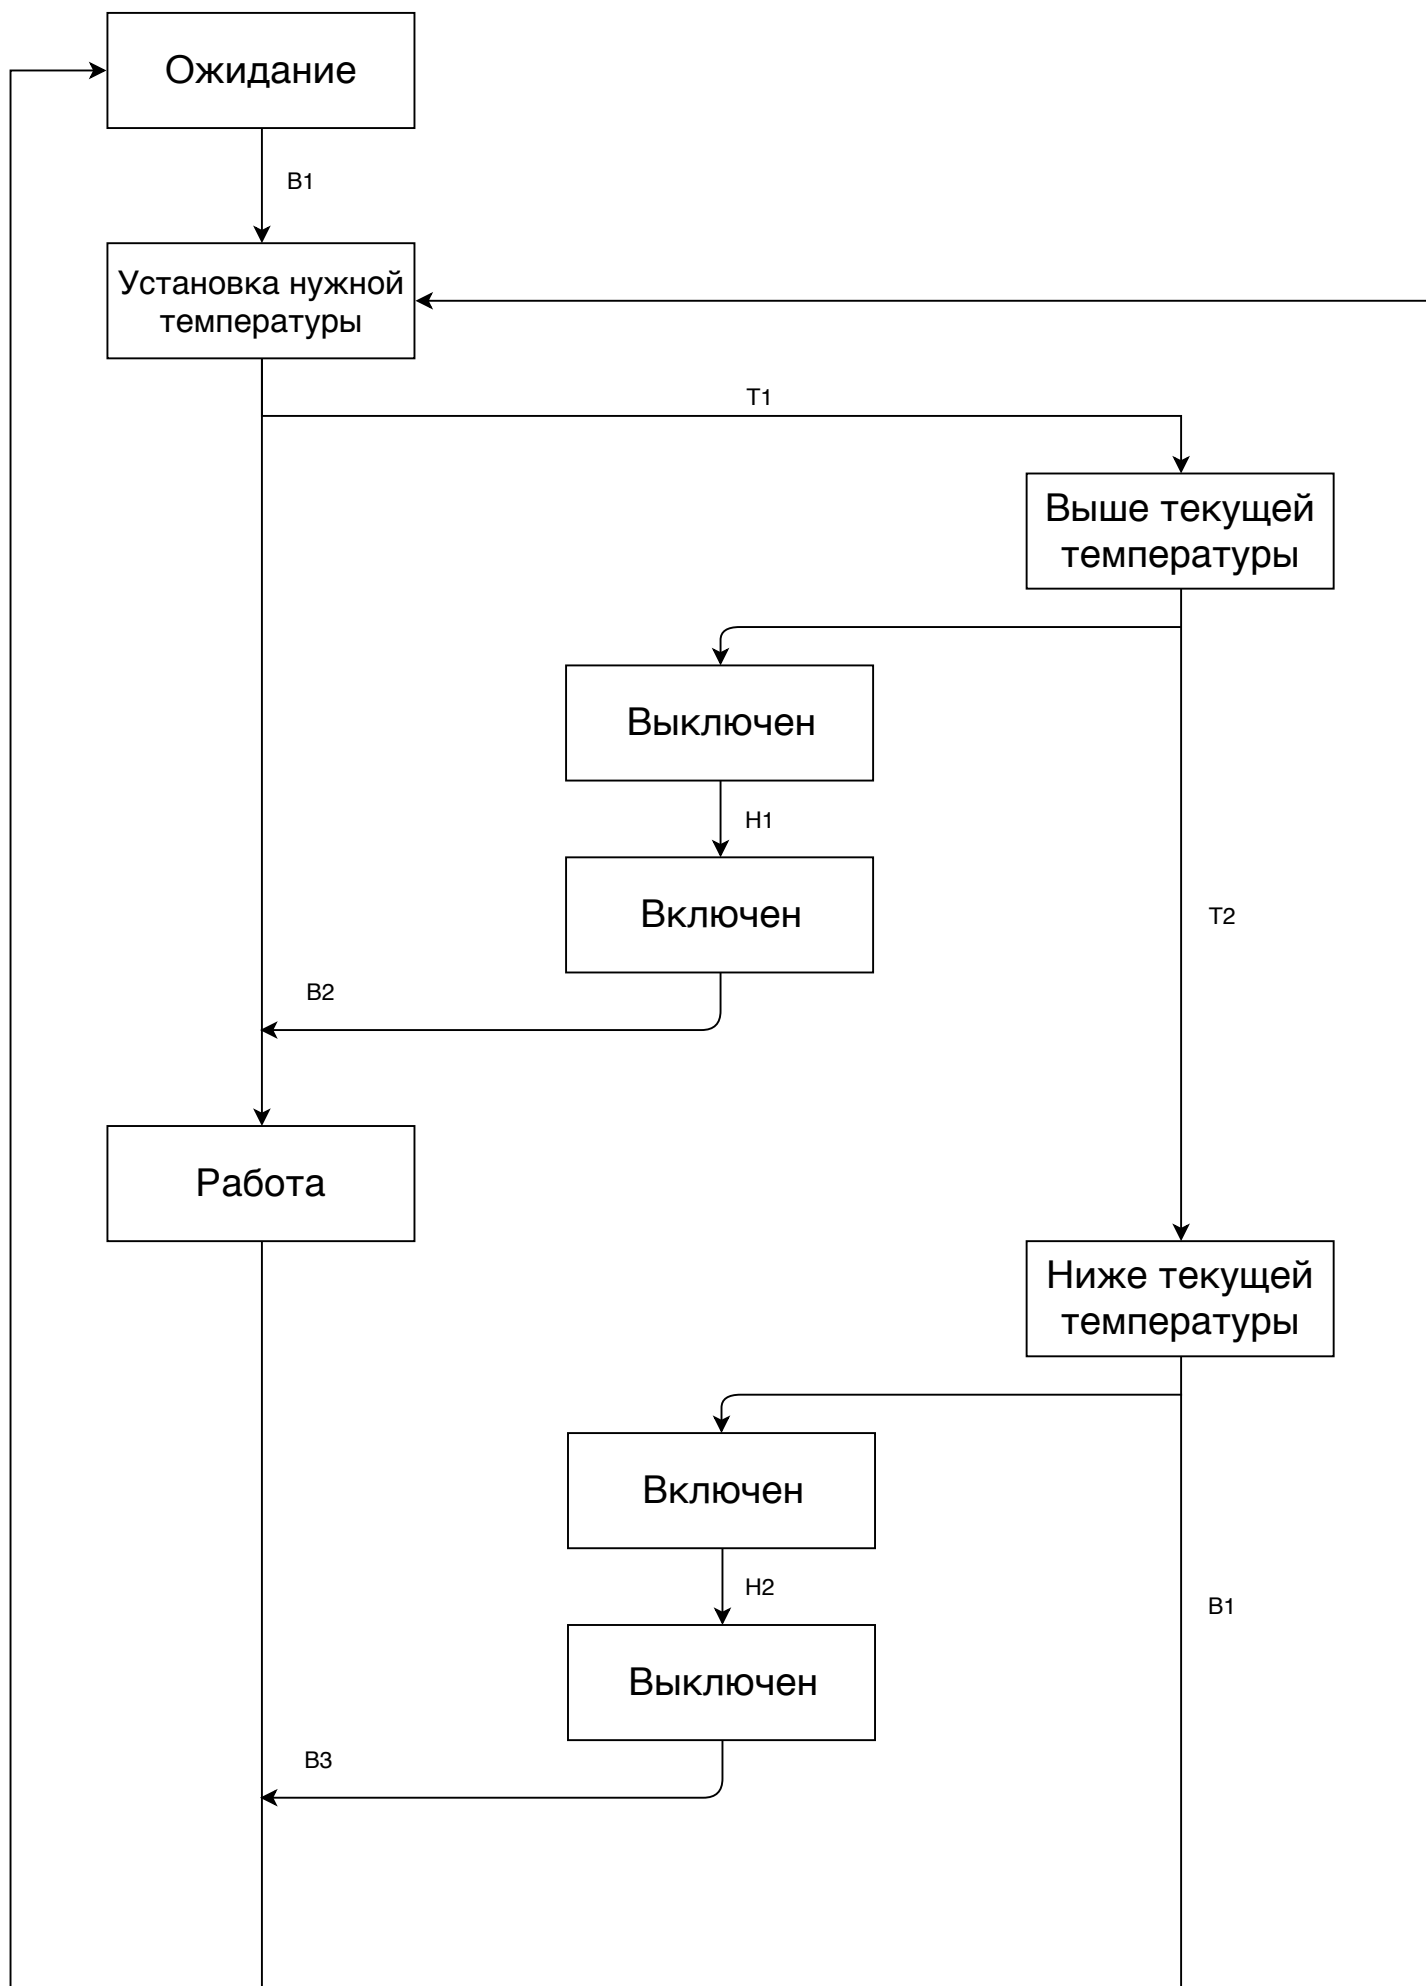 Ожидание
B1
Установка нужной
температуры
T1
Выше текущей
температуры
Выключен
H1
Включен
T2
B2
Работа
Ниже текущей
температуры
Включен
H2
B1
Выключен
B3